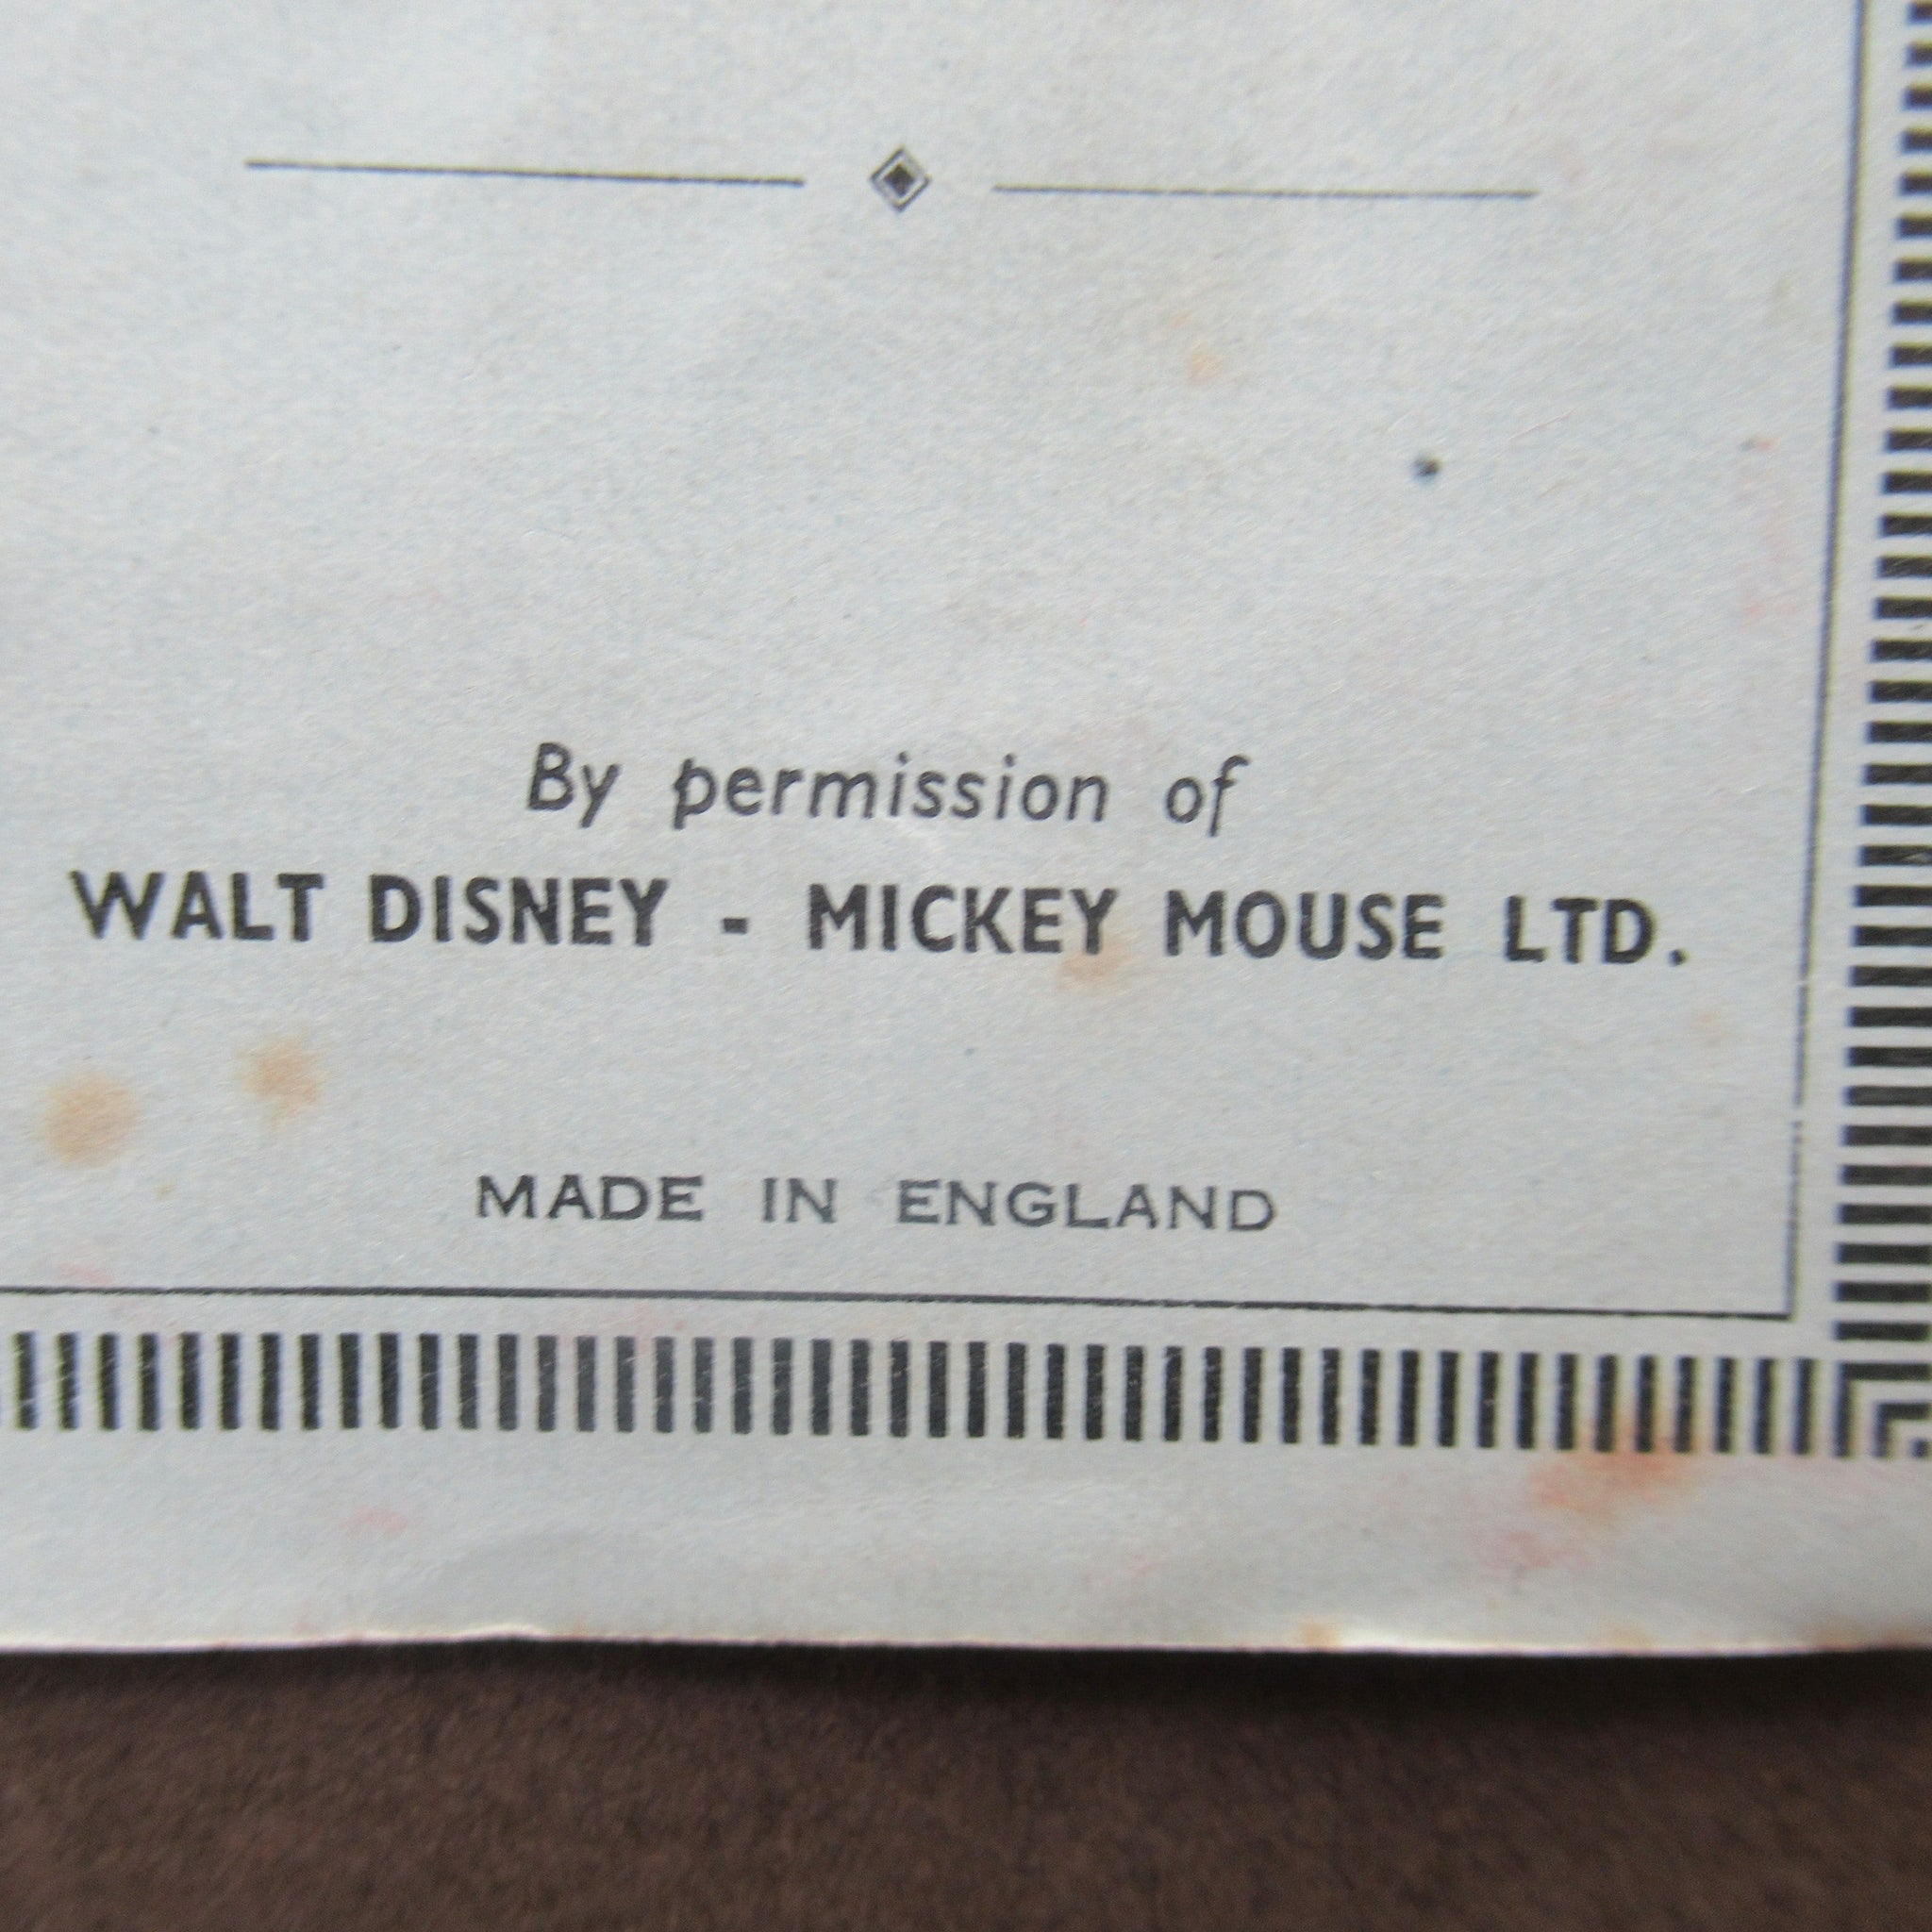 By permission of
WALT DISNEY - MICKEY MOUSE LTD.
MADE IN ENGLAND